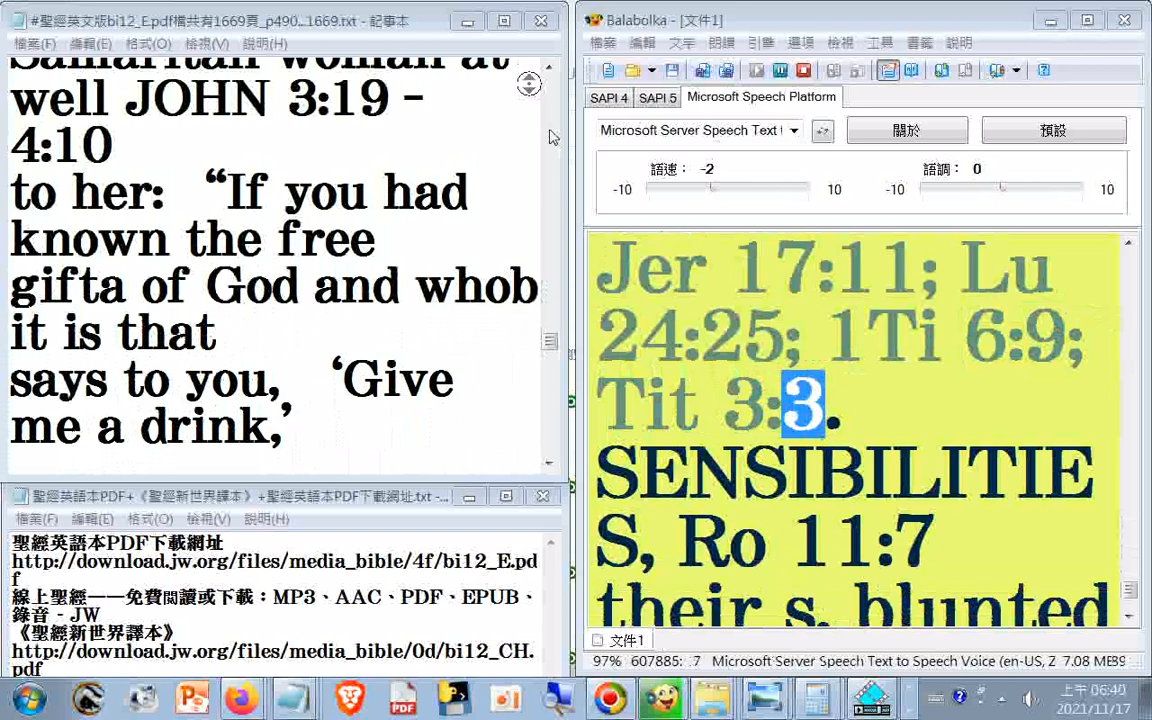 #聖經英文版bi12_E.pdf檔共有1669頁_p490...1669.txt - 記事本
檔案(F) 編輯(E) 格式(O) 檢視(V) 說明(H)
Samaritan woman at
well JOHN 3:19 -
4:10
to her: “If you had
known the free
gifta of God and whob
it is that
says to you, ‘Give
me a drink,’
聖經英語本PDF+《聖經新世界譯本》+聖經英語本PDF下載網址.txt - ...
檔案(F) 編輯(E) 格式(O) 檢視(V) 說明(H)
聖經英語本PDF下載網址
http://download.jw.org/files/media_bible/4f/bi12_E.pd
f
線上聖經——免費閱讀或下載：MP3、AAC、PDF、EPUB、
錄音 - JW
《聖經新世界譯本》
http://download.jw.org/files/media_bible/0d/bi12_CH.
pdf
Balabolka - [文件1]
檔案 編輯 文字 朗讀 引擎 選項 檢視 工具 書籤 說明
SAPI 4 SAPI 5 Microsoft Speech Platform
Microsoft Server Speech Text t 關於 預設
語速： -2 語調： 0
-10 10 -10 10
Jer 17:11; Lu
24:25; 1Ti 6:9;
Tit 3:3.
SENSIBILITIE
S, Ro 11:7
their s. blunted
文件1
97% 607885: 7 Microsoft Server Speech Text to Speech Voice (en-US, Z 7.08 MB
上午 06:40
2021/11/17